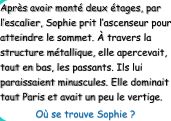 Après avoir monté deux étages, par
l'escalier, Sophie prit l'ascenseur pour
atteindre le sommet. À travers la
structure métallique, elle apercevait,
tout en bas, les passants. Ils lui
paraissaient minuscules. Elle dominait
tout Paris et avait un peu le vertige.
Où se trouve Sophie ?